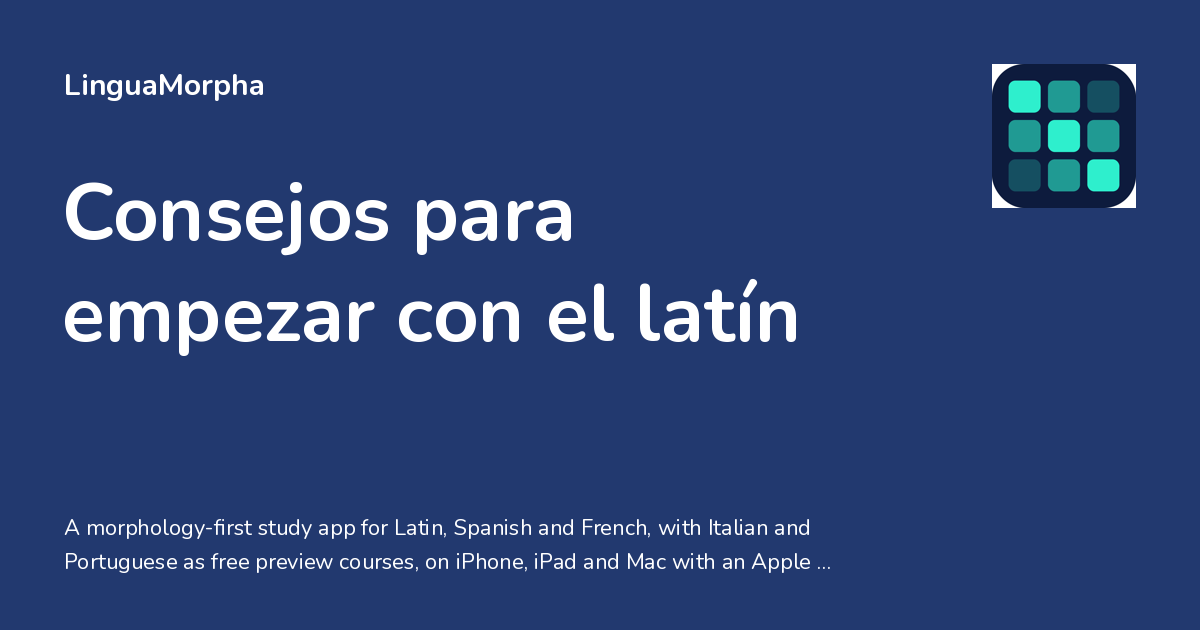 LinguaMorpha
Consejos para
empezar con el latín
A morphology-first study app for Latin, Spanish and French, with Italian and
Portuguese as free preview courses, on iPhone, iPad and Mac with an Apple ...